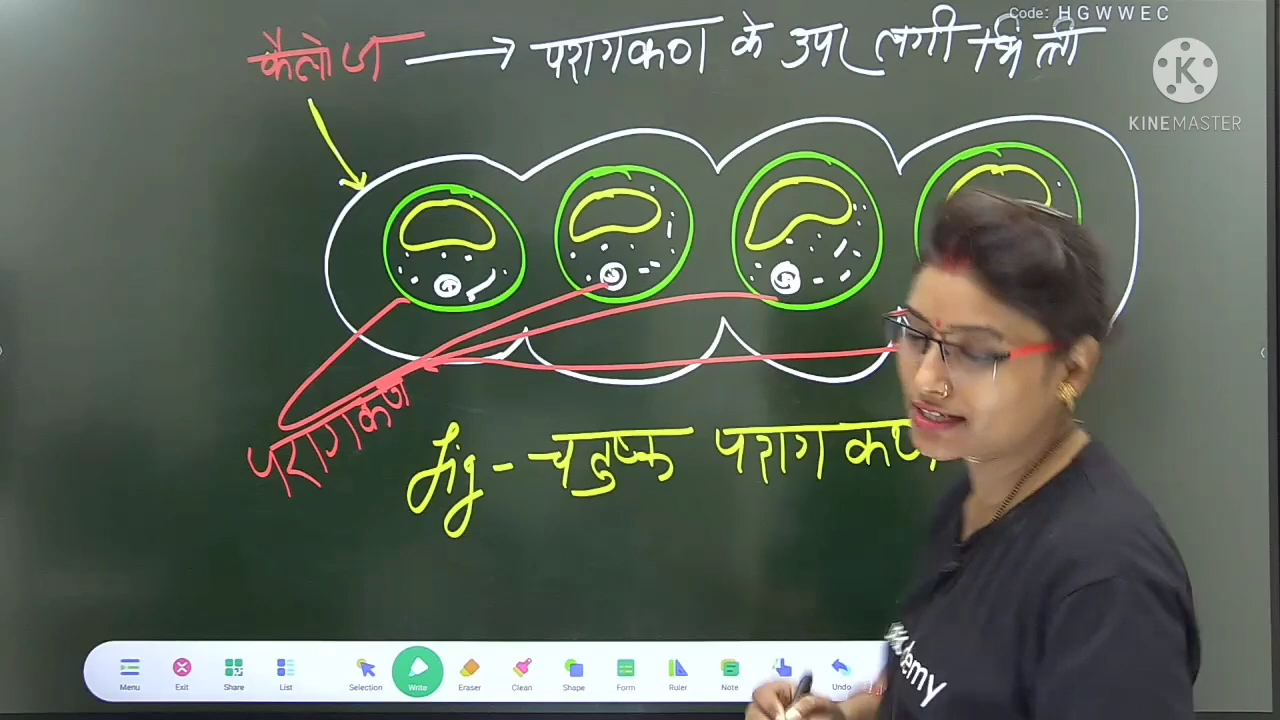 Code: HGWWEC
कैलोज → परागकण के उपर लगी झिल्ली
KINEMASTER
परागकण
fig - चतुष्क परागकण
Menu Exit Share List Selection Write Eraser Clean Shape Form Ruler Note Undo